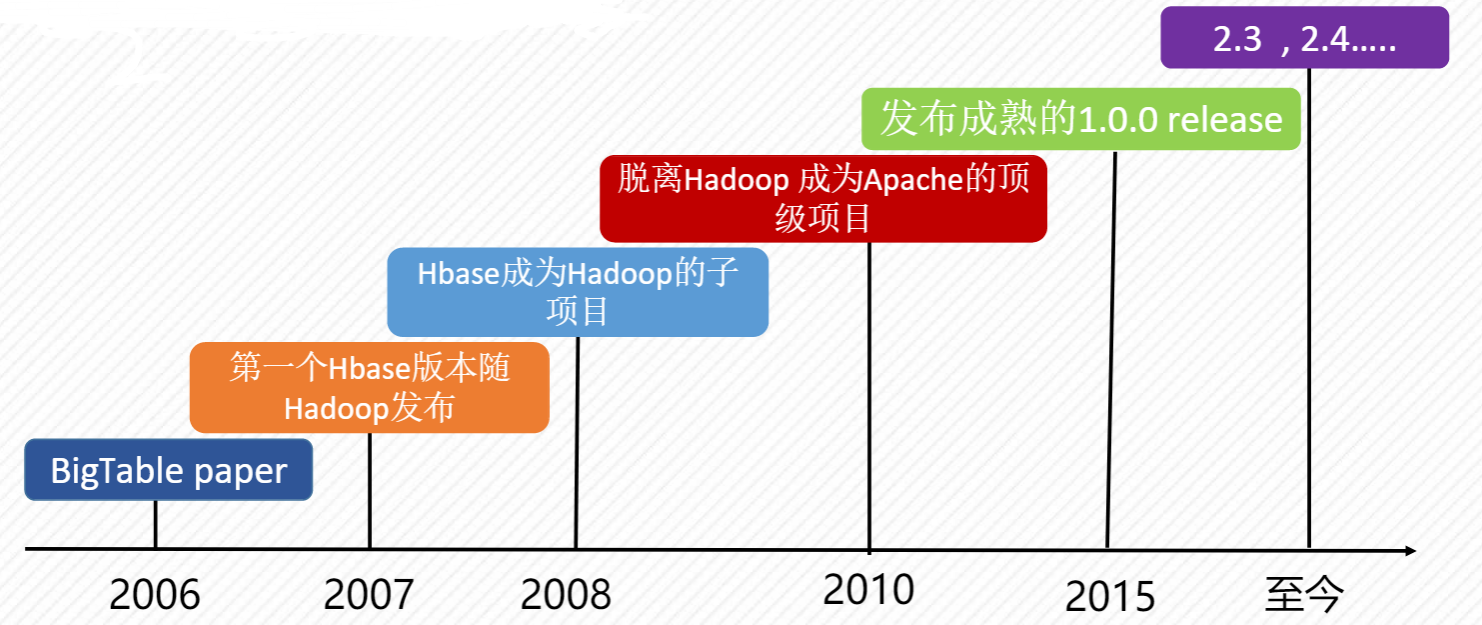 2.3 , 2.4.....
发布成熟的1.0.0 release
脱离Hadoop 成为Apache的顶
级项目
Hbase成为Hadoop的子
项目
第一个Hbase版本随
Hadoop发布
BigTable paper
2006 2007 2008 2010 2015 至今